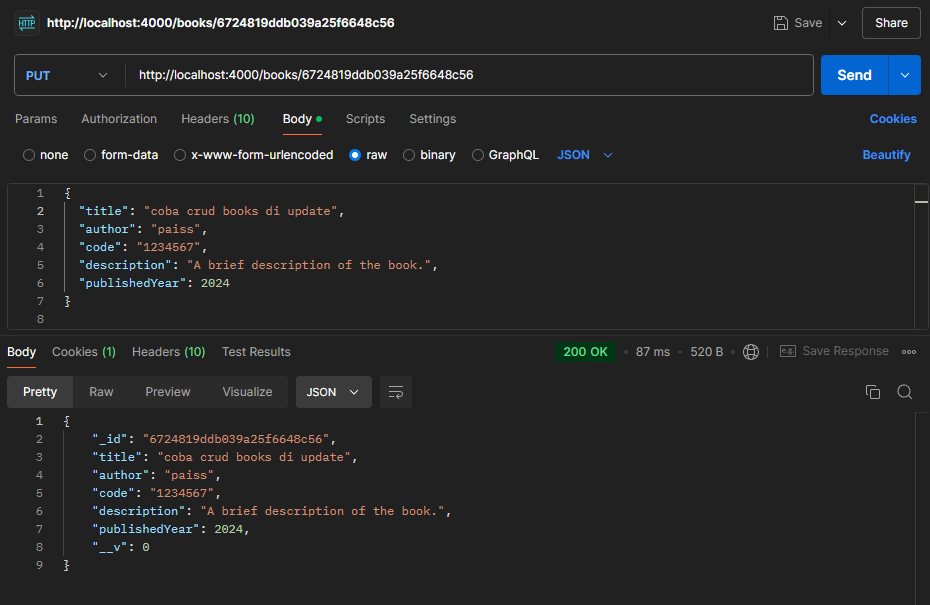 HTTP http://localhost:4000/books/6724819ddb039a25f6648c56 Save Share
PUT http://localhost:4000/books/6724819ddb039a25f6648c56 Send
Params Authorization Headers (10) Body Scripts Settings Cookies
none form-data x-www-form-urlencoded raw binary GraphQL JSON Beautify
1 {
2 "title": "coba crud books di update",
3 "author": "paiss",
4 "code": "1234567",
5 "description": "A brief description of the book.",
6 "publishedYear": 2024
7 }
8
Body Cookies (1) Headers (10) Test Results 200 OK 87 ms 520 B e.g. Save Response
Pretty Raw Preview Visualize JSON
1 {
2 "_id": "6724819ddb039a25f6648c56",
3 "title": "coba crud books di update",
4 "author": "paiss",
5 "code": "1234567",
6 "description": "A brief description of the book.",
7 "publishedYear": 2024,
8 "__v": 0
9 }